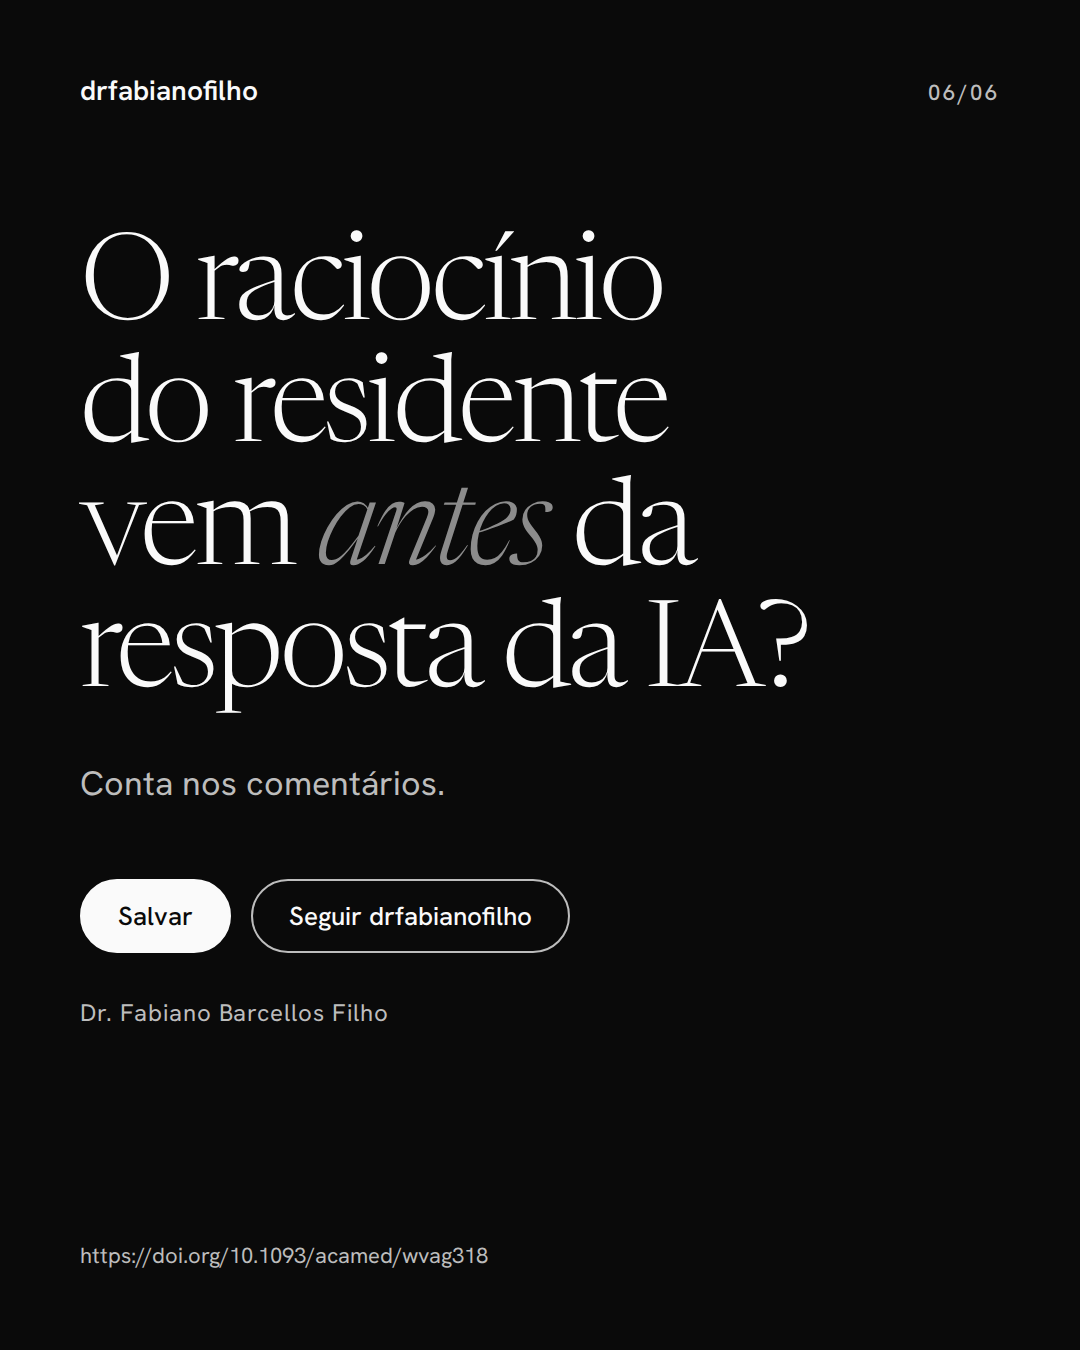 drfabianofilho
06/06
O raciocínio
do residente
vem antes da
resposta da IA?
Conta nos comentários.
Salvar
Seguir drfabianofilho
Dr. Fabiano Barcellos Filho
https://doi.org/10.1093/acamed/wvag318